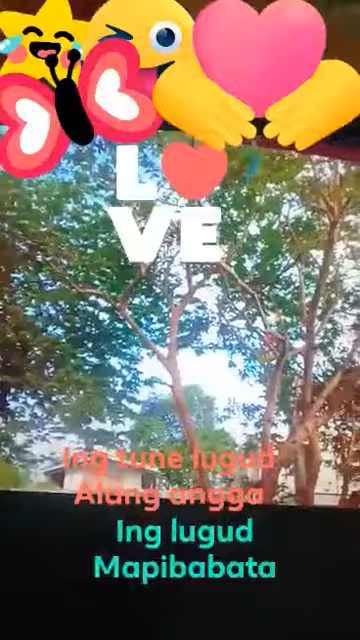 LOVE
Ing tune lugud
Alang angga
Ing lugud
Mapibabata